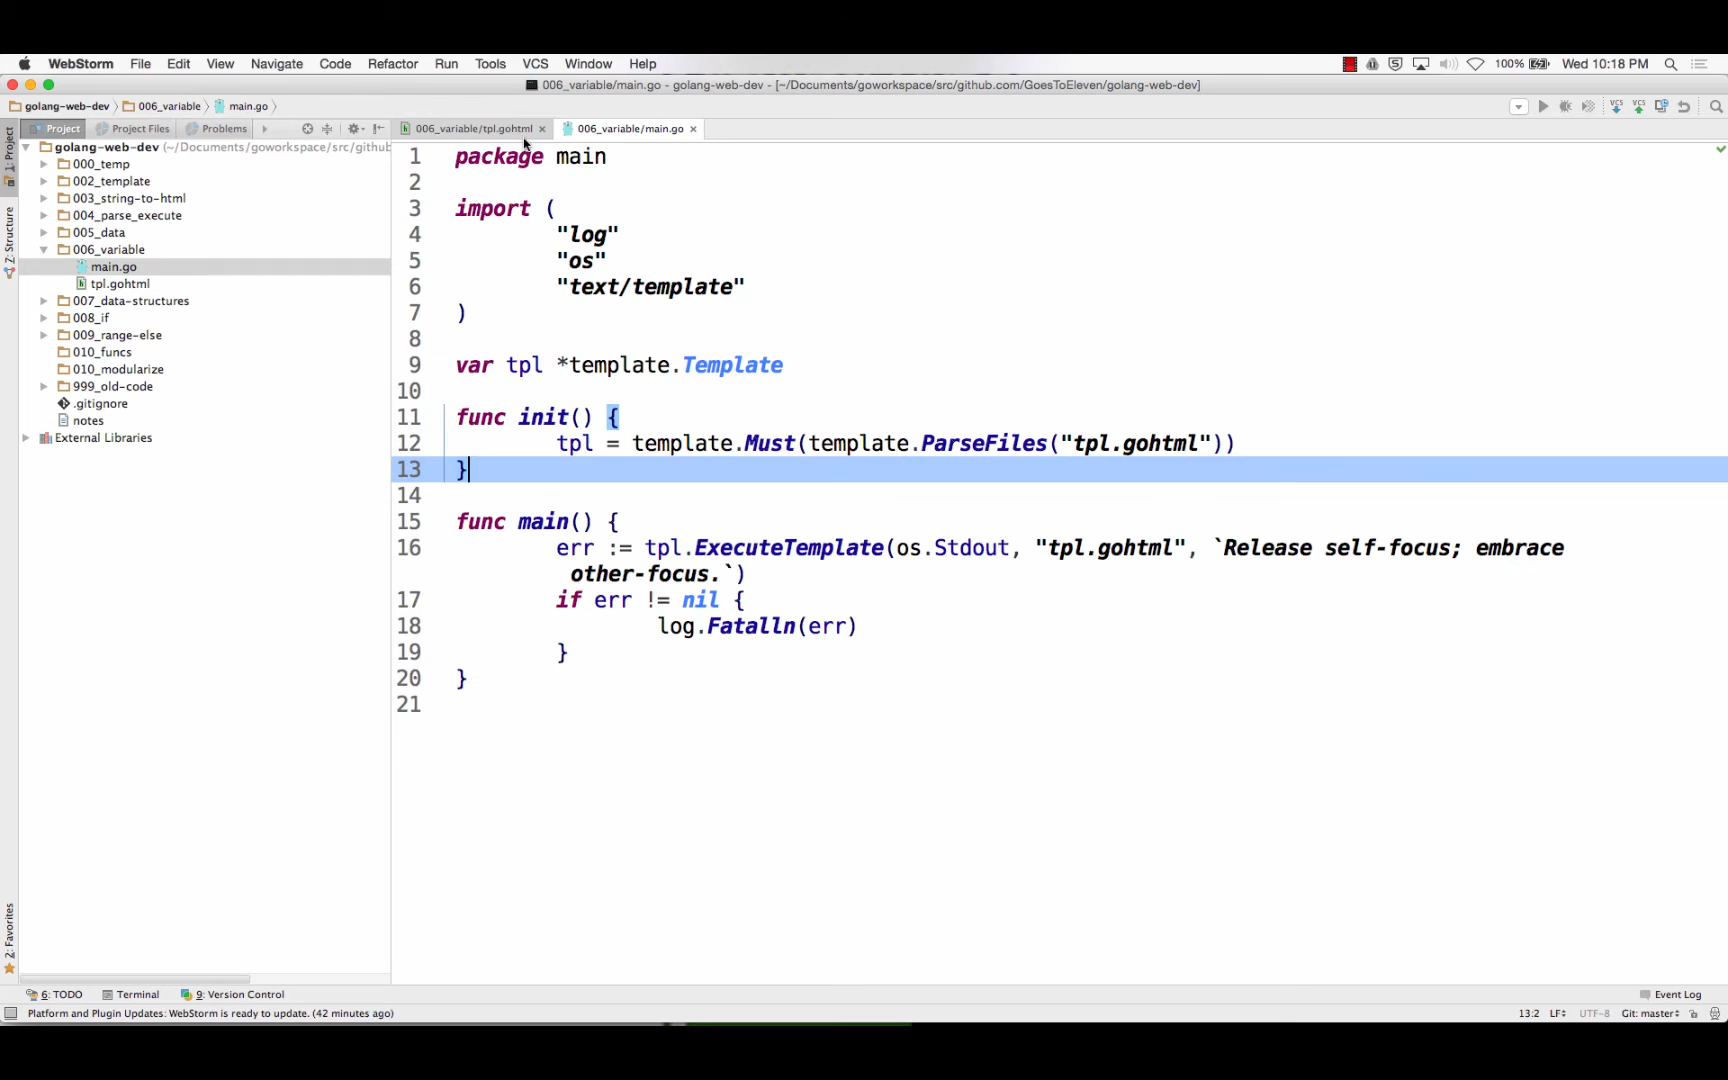 WebStorm File Edit View Navigate Code Refactor Run Tools VCS Window Help 100% Wed 10:18 PM
006_variable/main.go - golang-web-dev - [~/Documents/goworkspace/src/github.com/GoesToEleven/golang-web-dev]
golang-web-dev 006_variable main.go
Project Project Files Problems 006_variable/tpl.gohtml 006_variable/main.go
1: Project
Z: Structure
2: Favorites
golang-web-dev (~/Documents/goworkspace/src/github
000_temp
002_template
003_string-to-html
004_parse_execute
005_data
006_variable
main.go
tpl.gohtml
007_data-structures
008_if
009_range-else
010_funcs
010_modularize
999_old-code
.gitignore
notes
External Libraries
1 package main
2
3 import (
4 "log"
5 "os"
6 "text/template"
7 )
8
9 var tpl *template.Template
10
11 func init() {
12 tpl = template.Must(template.ParseFiles("tpl.gohtml"))
13 }
14
15 func main() {
16 err := tpl.ExecuteTemplate(os.Stdout, "tpl.gohtml", `Release self-focus; embrace
other-focus.`)
17 if err != nil {
18 log.Fatalln(err)
19 }
20 }
21
6: TODO Terminal 9: Version Control Event Log
Platform and Plugin Updates: WebStorm is ready to update. (42 minutes ago) 13:2 LF UTF-8 Git: master